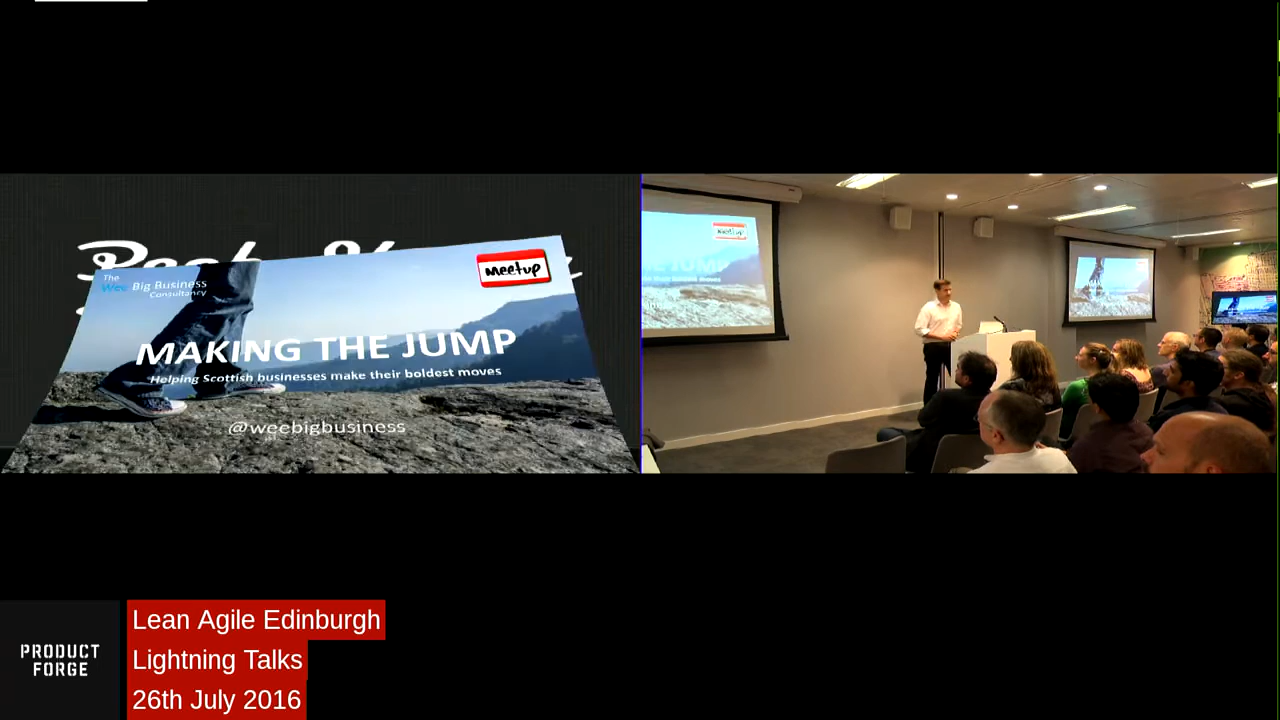 The
Wee Big Business
Consultancy
meetup
MAKING THE JUMP
Helping Scottish businesses make their boldest moves
@weebigbusiness
meetup
PRODUCT
FORGE
Lean Agile Edinburgh
Lightning Talks
26th July 2016